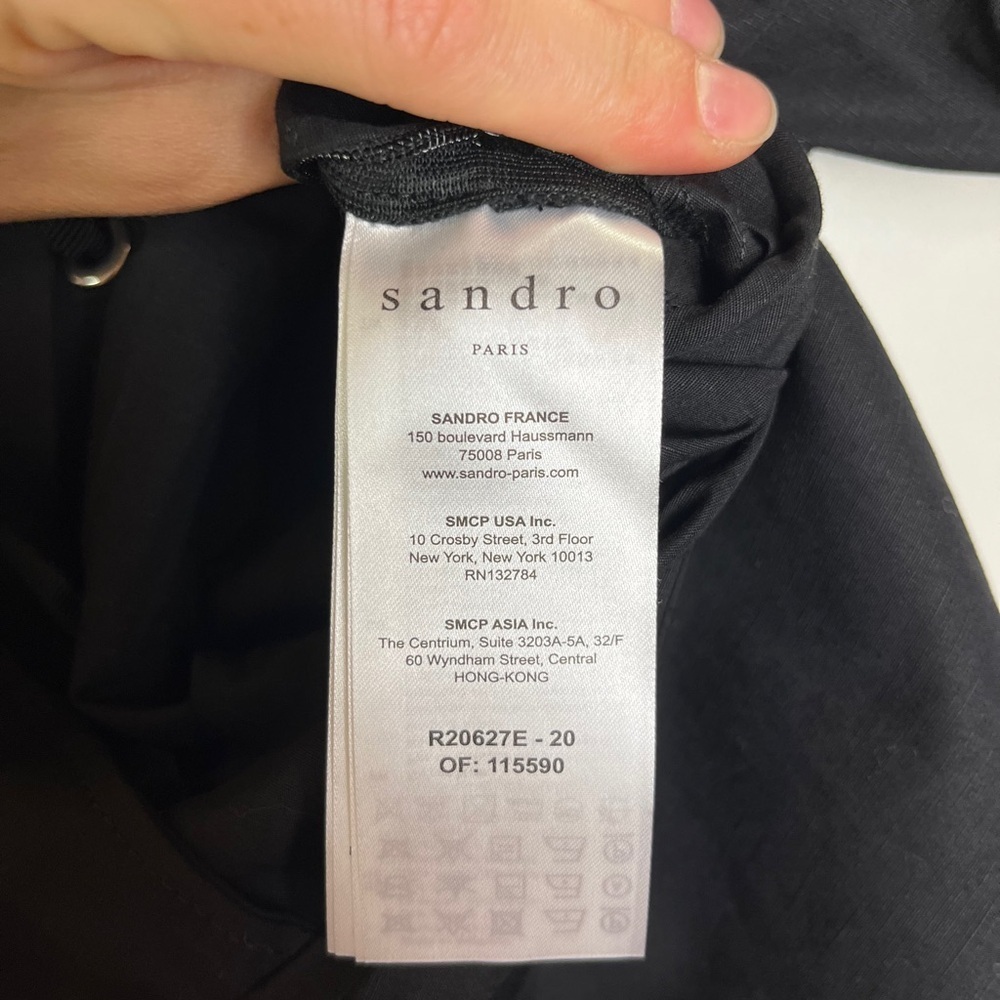 sandro
PARIS
SANDRO FRANCE
150 boulevard Haussmann
75008 Paris
www.sandro-paris.com
SMCP USA Inc.
10 Crosby Street, 3rd Floor
New York, New York 10013
RN132784
SMCP ASIA Inc.
The Centrium, Suite 3203A-5A, 32/F
60 Wyndham Street, Central
HONG-KONG
R20627E - 20
OF: 115590